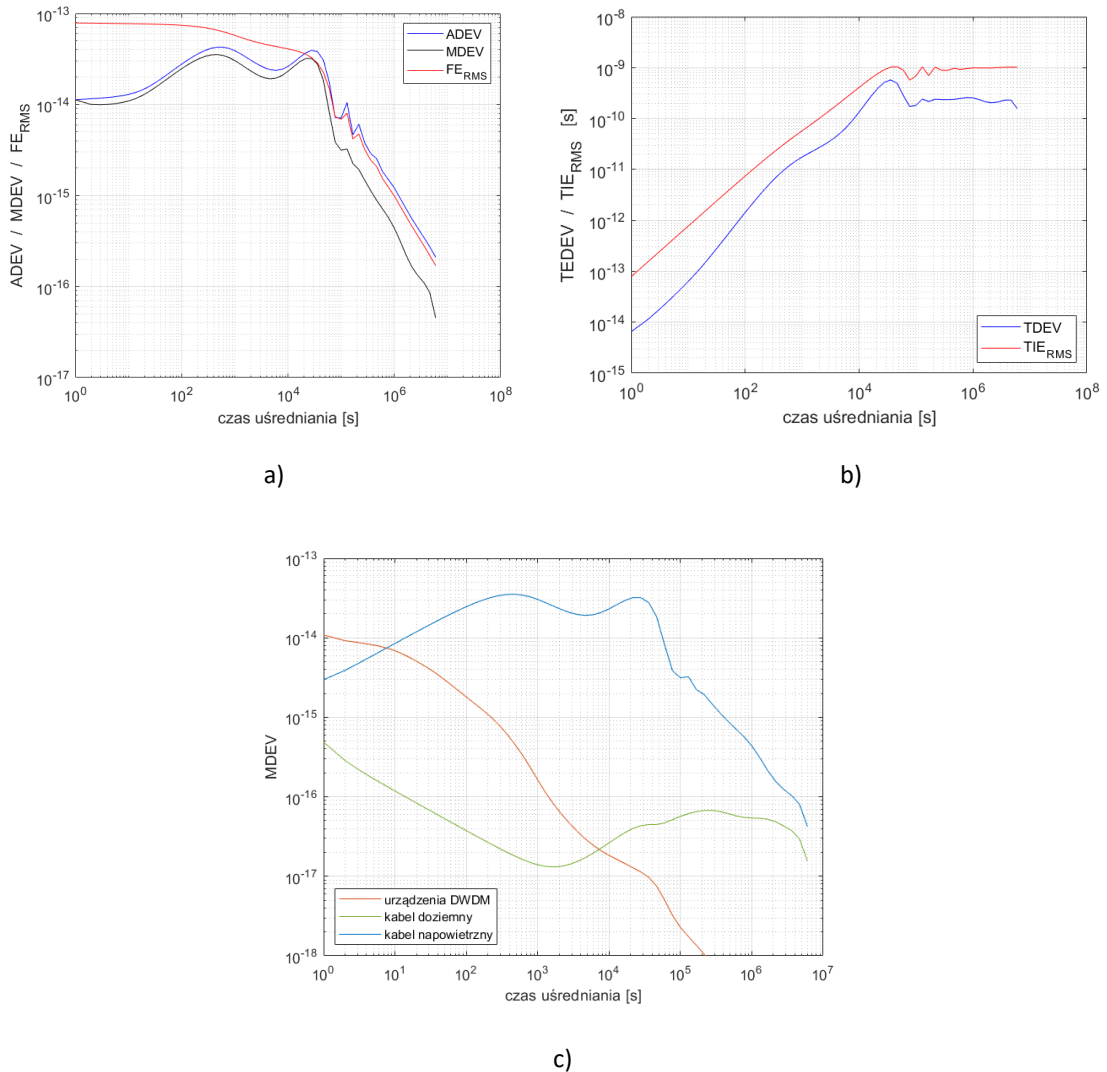 10^-13
10^-14
10^-15
10^-16
10^-17
ADEV / MDEV / FE_RMS
ADEV
MDEV
FE_RMS
10^0 10^2 10^4 10^6 10^8
czas uśredniania [s]
a)
10^-8
10^-9
10^-10
10^-11
10^-12
10^-13
10^-14
10^-15
TEDEV / TIE_RMS [s]
TDEV
TIE_RMS
10^0 10^2 10^4 10^6 10^8
czas uśredniania [s]
b)
10^-13
10^-14
10^-15
10^-16
10^-17
10^-18
MDEV
urządzenia DWDM
kabel doziemny
kabel napowietrzny
10^0 10^1 10^2 10^3 10^4 10^5 10^6 10^7
czas uśredniania [s]
c)